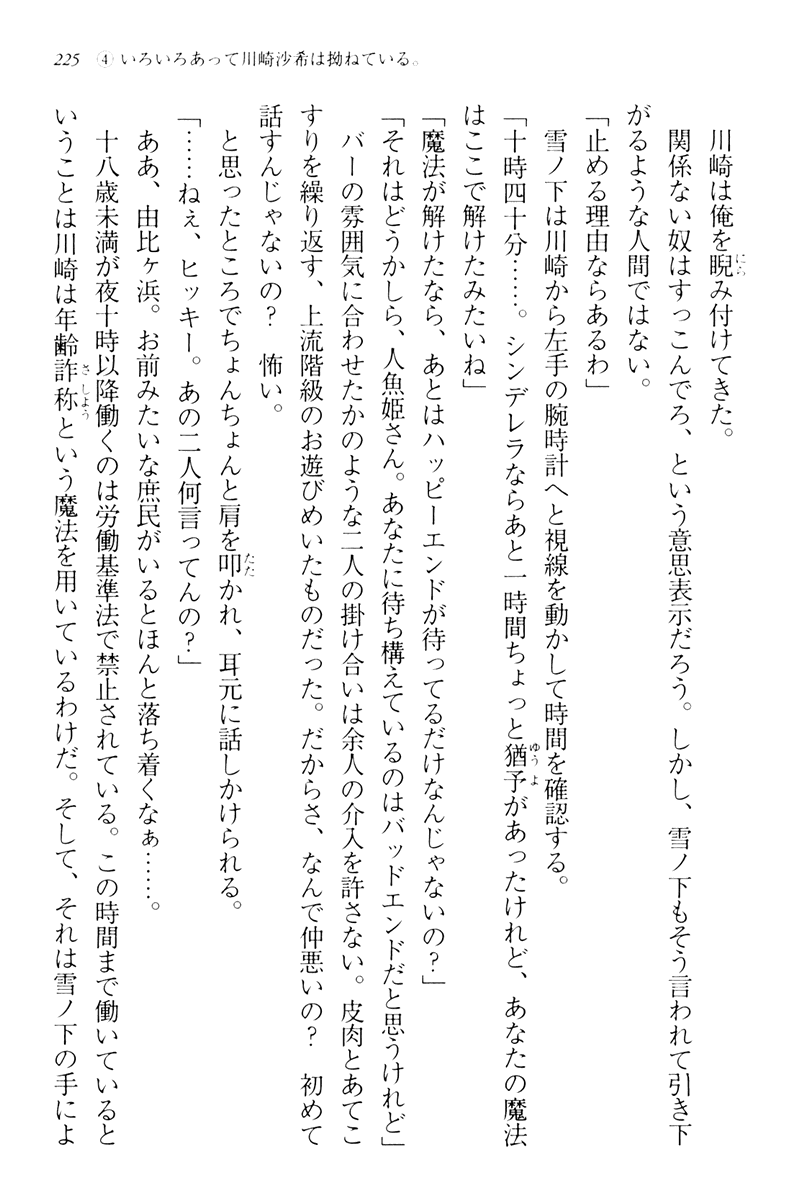 225 ④ いろいろあって川崎沙希は拗ねている。
川崎は俺を睨み付けてきた。
関係ない奴はすっこんでろ、という意思表示だろう。しかし、雪ノ下もそう言われて引き下
がるような人間ではない。
「止める理由ならあるわ」
雪ノ下は川崎から左手の腕時計へと視線を動かして時間を確認する。
「十時四十分……。シンデレラならあと一時間ちょっと猶予があったけれど、あなたの魔法
はここで解けたみたいね」
「魔法が解けたなら、あとはハッピーエンドが待ってるだけなんじゃないの？」
「それはどうかしら、人魚姫さん。あなたに待ち構えているのはバッドエンドだと思うけれど」
バーの雰囲気に合わせたかのような二人の掛け合いは余人の介入を許さない。皮肉とあてこ
すりを繰り返す、上流階級のお遊びめいたものだった。だからさ、なんで仲悪いの？　初めて
話すんじゃないの？　怖い。
と思ったところでちょんちょんと肩を叩かれ、耳元に話しかけられる。
「……ねぇ、ヒッキー。あの二人何言ってんの？」
ああ、由比ヶ浜。お前みたいな庶民がいるとほんと落ち着くなぁ……。
十八歳未満が夜十時以降働くのは労働基準法で禁止されている。この時間まで働いていると
いうことは川崎は年齢詐称という魔法を用いているわけだ。そして、それは雪ノ下の手によ